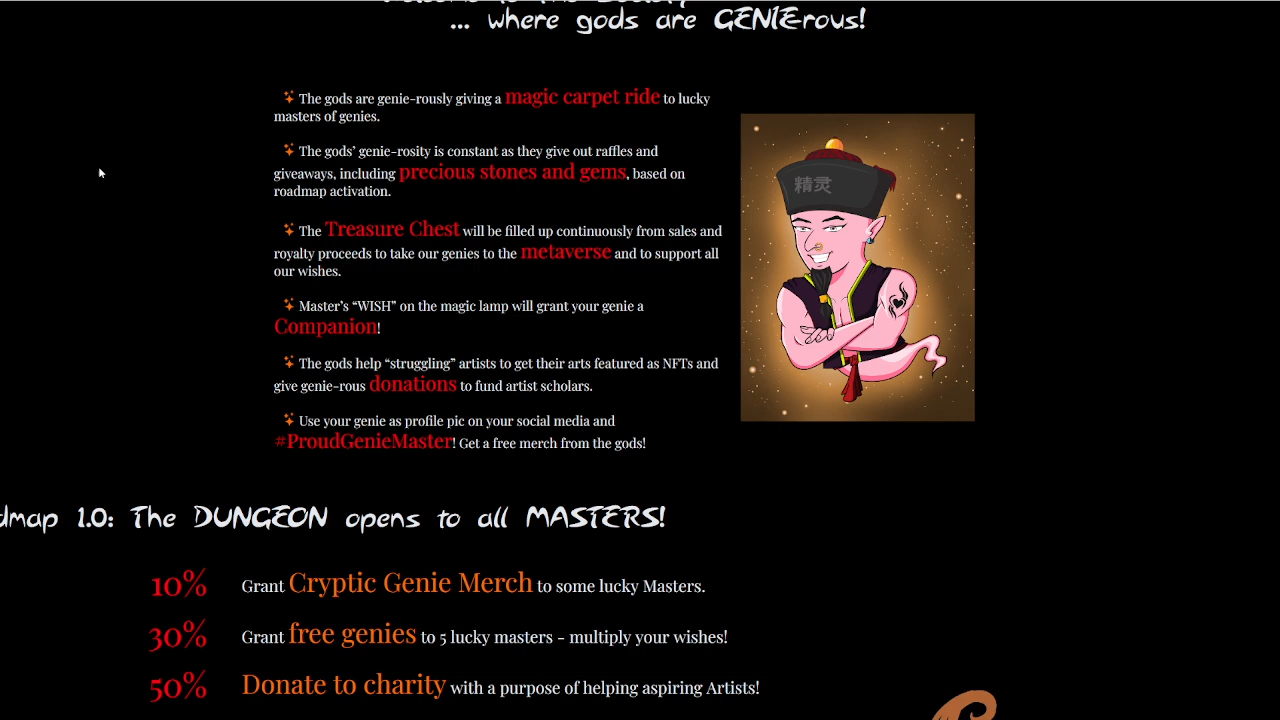 Welcome to The Society
... where gods are GENIErous!
The gods are genie-rously giving a magic carpet ride to lucky
masters of genies.
The gods’ genie-rosity is constant as they give out raffles and
giveaways, including precious stones and gems, based on
roadmap activation.
The Treasure Chest will be filled up continuously from sales and
royalty proceeds to take our genies to the metaverse and to support all
our wishes.
Master’s “WISH” on the magic lamp will grant your genie a
Companion!
The gods help “struggling” artists to get their arts featured as NFTs and
give genie-rous donations to fund artist scholars.
Use your genie as profile pic on your social media and
#ProudGenieMaster! Get a free merch from the gods!
精灵
dmap 1.0: The DUNGEON opens to all MASTERS!
10% Grant Cryptic Genie Merch to some lucky Masters.
30% Grant free genies to 5 lucky masters - multiply your wishes!
50% Donate to charity with a purpose of helping aspiring Artists!